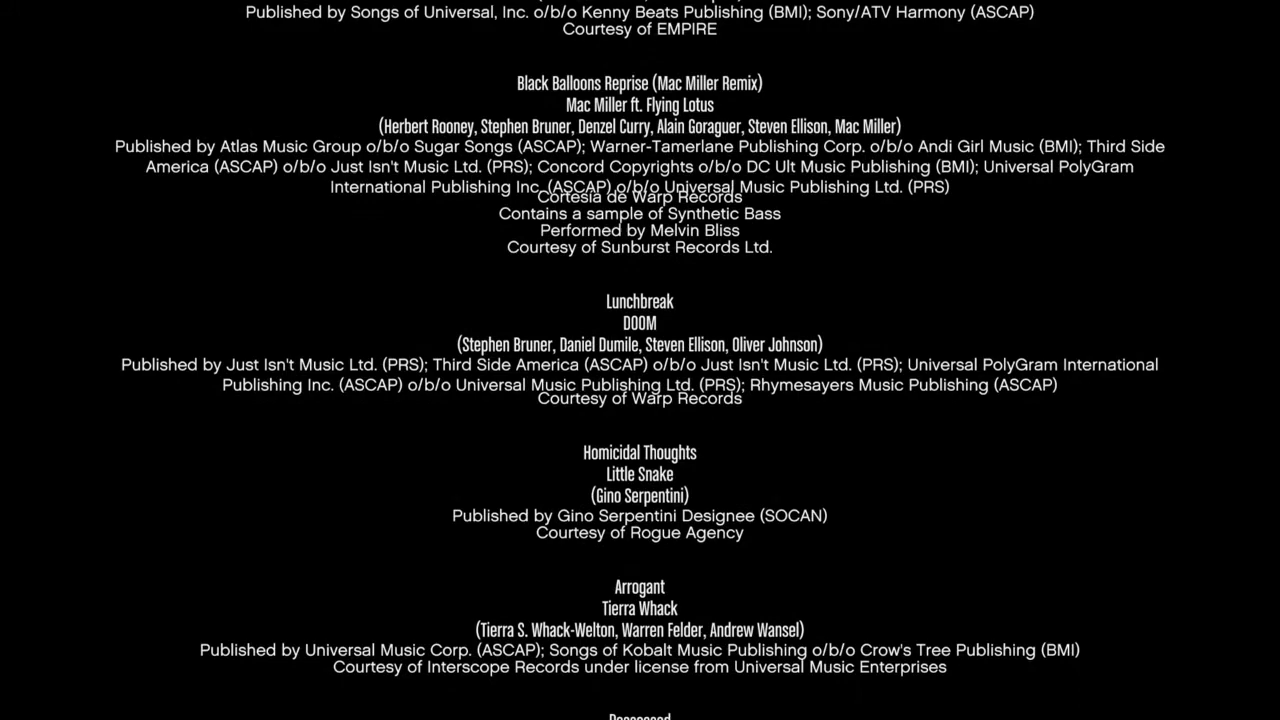 Published by Songs of Universal, Inc. o/b/o Kenny Beats Publishing (BMI); Sony/ATV Harmony (ASCAP)
Courtesy of EMPIRE
Black Balloons Reprise (Mac Miller Remix)
Mac Miller ft. Flying Lotus
(Herbert Rooney, Stephen Bruner, Denzel Curry, Alain Goraguer, Steven Ellison, Mac Miller)
Published by Atlas Music Group o/b/o Sugar Songs (ASCAP); Warner-Tamerlane Publishing Corp. o/b/o Andi Girl Music (BMI); Third Side
America (ASCAP) o/b/o Just Isn't Music Ltd. (PRS); Concord Copyrights o/b/o DC Ult Music Publishing (BMI); Universal PolyGram
International Publishing Inc. (ASCAP) o/b/o Universal Music Publishing Ltd. (PRS)
Cortesia de Warp Records
Contains a sample of Synthetic Bass
Performed by Melvin Bliss
Courtesy of Sunburst Records Ltd.
Lunchbreak
DOOM
(Stephen Bruner, Daniel Dumile, Steven Ellison, Oliver Johnson)
Published by Just Isn't Music Ltd. (PRS); Third Side America (ASCAP) o/b/o Just Isn't Music Ltd. (PRS); Universal PolyGram International
Publishing Inc. (ASCAP) o/b/o Universal Music Publishing Ltd. (PRS); Rhymesayers Music Publishing (ASCAP)
Courtesy of Warp Records
Homicidal Thoughts
Little Snake
(Gino Serpentini)
Published by Gino Serpentini Designee (SOCAN)
Courtesy of Rogue Agency
Arrogant
Tierra Whack
(Tierra S. Whack-Welton, Warren Felder, Andrew Wansel)
Published by Universal Music Corp. (ASCAP); Songs of Kobalt Music Publishing o/b/o Crow's Tree Publishing (BMI)
Courtesy of Interscope Records under license from Universal Music Enterprises